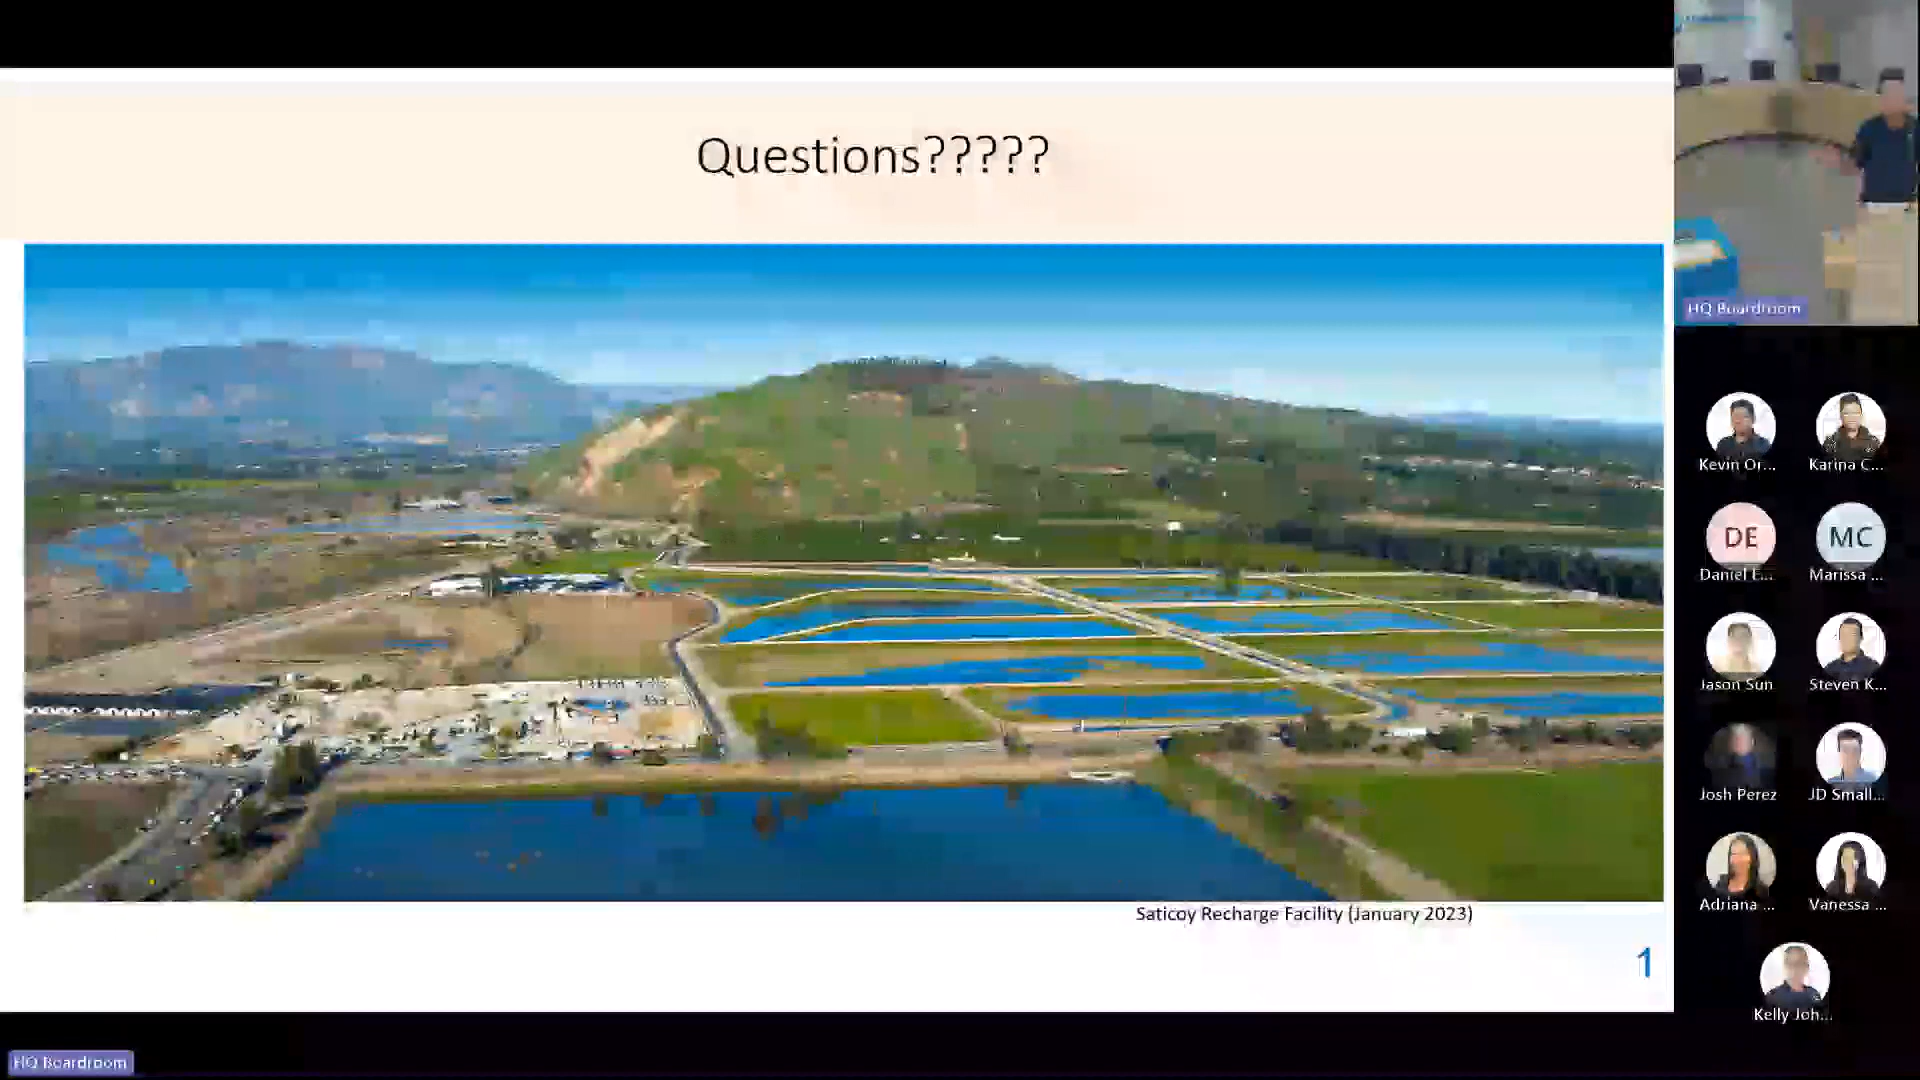 Questions?????
Saticoy Recharge Facility (January 2023)
1
HQ Boardroom
Kevin Or...
Karina C...
DE
MC
Daniel E...
Marissa ...
Jason Sun
Steven K...
Josh Perez
JD Small...
Adriana ...
Vanessa ...
Kelly Joh...
HQ Boardroom